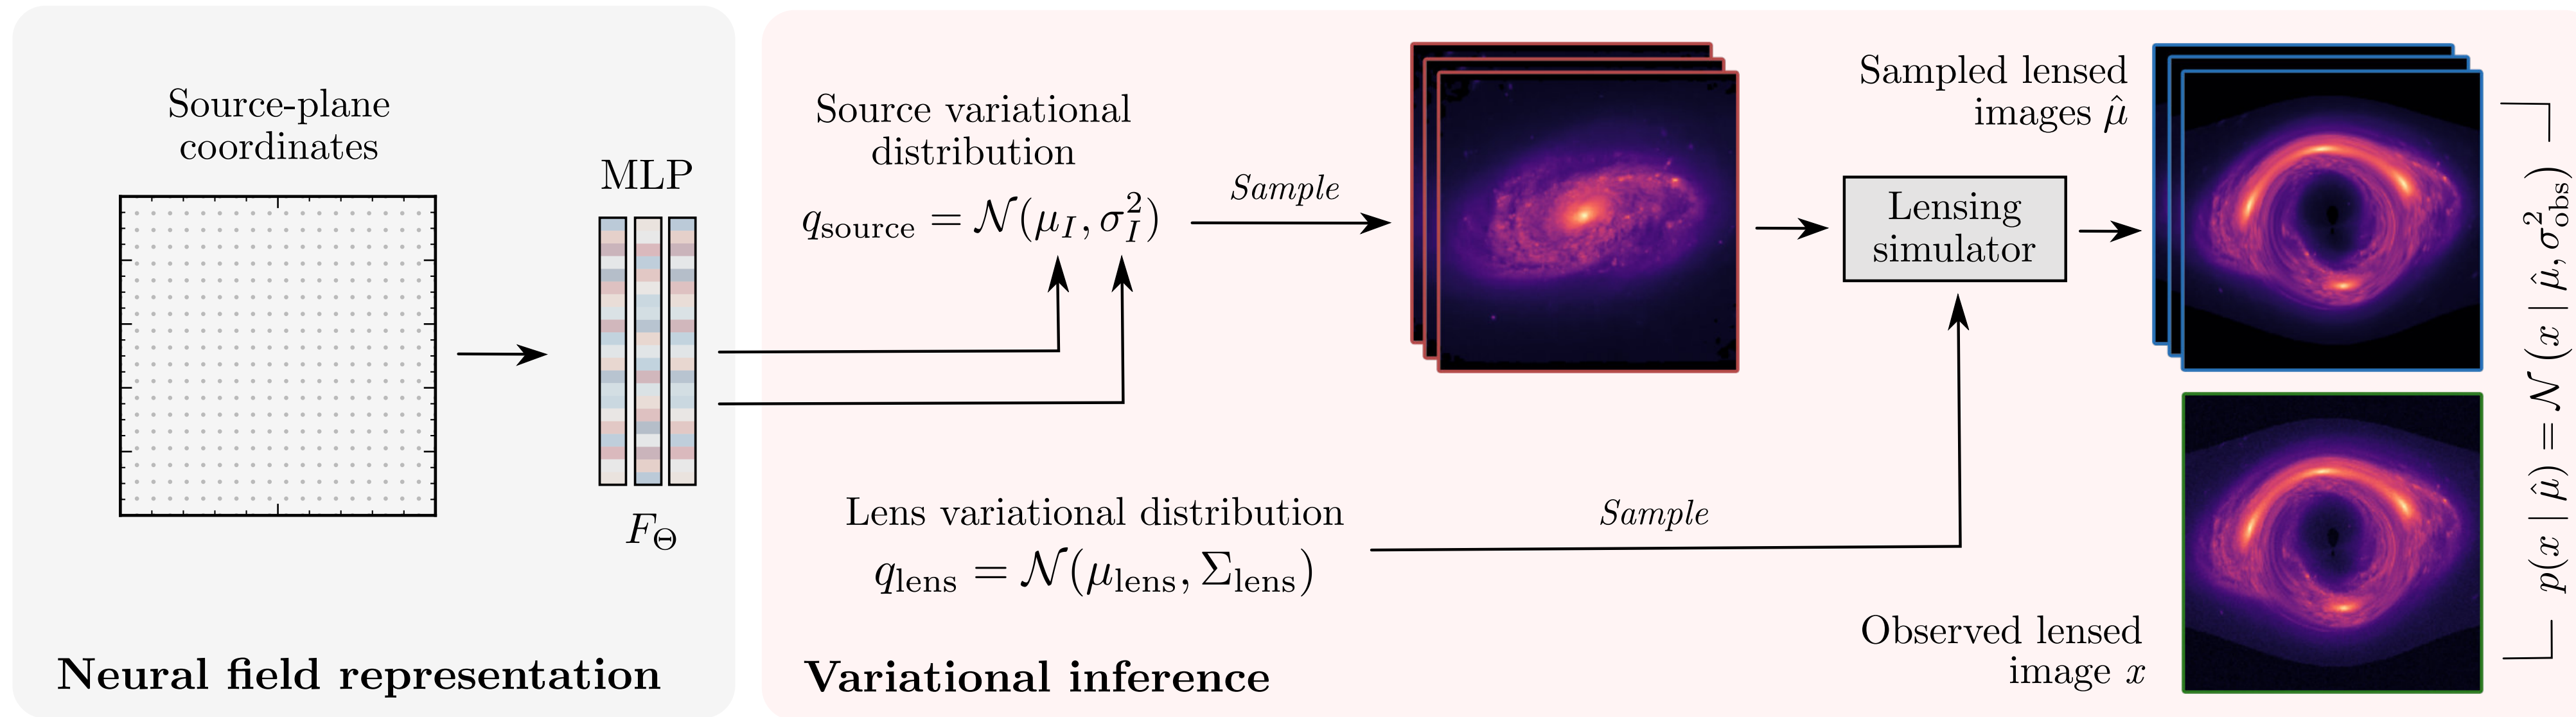 Source-plane
coordinates
MLP
F_Θ
Neural field representation
Source variational
distribution
q_source = 𝒩(μ_I, σ_I^2)
Sample
Lens variational distribution
q_lens = 𝒩(μ_lens, Σ_lens)
Sample
Variational inference
Lensing
simulator
Sampled lensed
images μ̂
Observed lensed
image x
p(x | μ̂) = 𝒩 (x | μ̂, σ_obs^2)